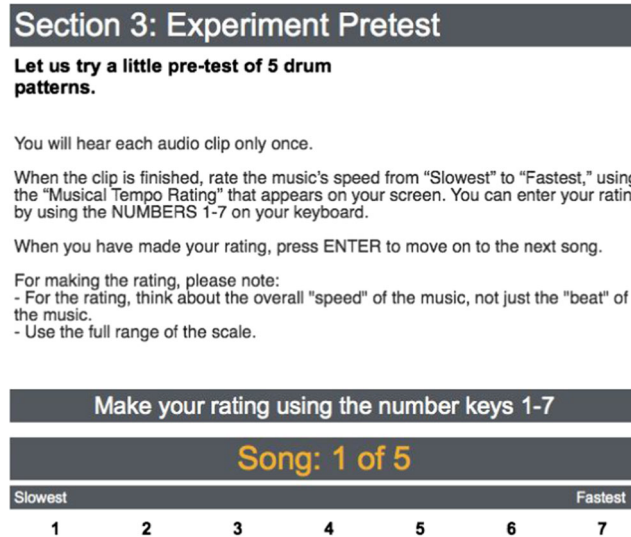 Section 3: Experiment Pretest
Let us try a little pre-test of 5 drum
patterns.
You will hear each audio clip only once.
When the clip is finished, rate the music's speed from “Slowest” to “Fastest,” using
the “Musical Tempo Rating” that appears on your screen. You can enter your ratin
by using the NUMBERS 1-7 on your keyboard.
When you have made your rating, press ENTER to move on to the next song.
For making the rating, please note:
- For the rating, think about the overall "speed" of the music, not just the "beat" of
the music.
- Use the full range of the scale.
Make your rating using the number keys 1-7
Song: 1 of 5
Slowest Fastest
1 2 3 4 5 6 7